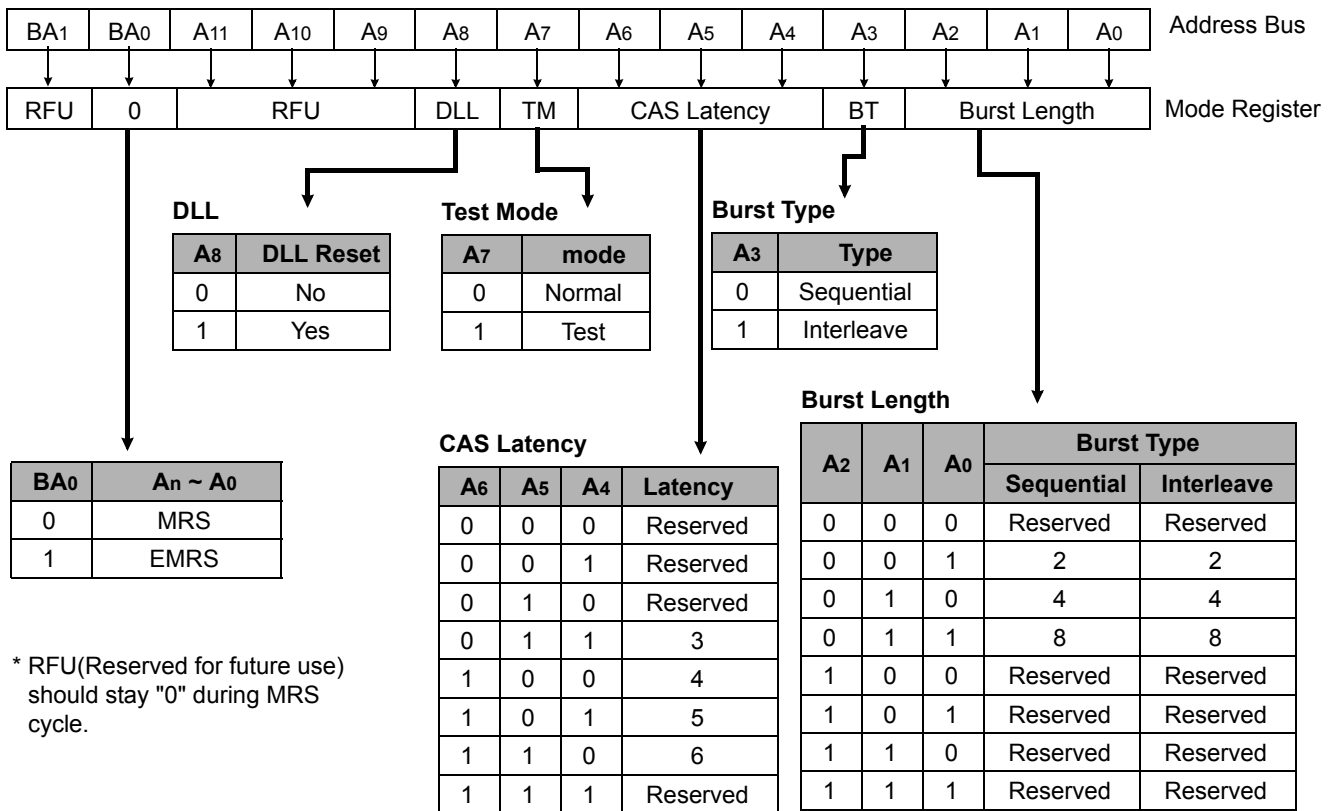 BA1 BA0 A11 A10 A9 A8 A7 A6 A5 A4 A3 A2 A1 A0 Address Bus
RFU 0 RFU DLL TM CAS Latency BT Burst Length Mode Register
DLL
A8 DLL Reset
0 No
1 Yes
Test Mode
A7 mode
0 Normal
1 Test
Burst Type
A3 Type
0 Sequential
1 Interleave
BA0 An ~ A0
0 MRS
1 EMRS
* RFU(Reserved for future use)
should stay "0" during MRS
cycle.
CAS Latency
A6 A5 A4 Latency
0 0 0 Reserved
0 0 1 Reserved
0 1 0 Reserved
0 1 1 3
1 0 0 4
1 0 1 5
1 1 0 6
1 1 1 Reserved
Burst Length
A2 A1 A0 Burst Type
Sequential Interleave
0 0 0 Reserved Reserved
0 0 1 2 2
0 1 0 4 4
0 1 1 8 8
1 0 0 Reserved Reserved
1 0 1 Reserved Reserved
1 1 0 Reserved Reserved
1 1 1 Reserved Reserved